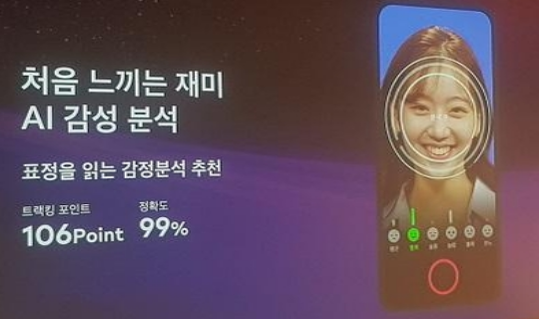 처음 느끼는 재미
AI 감성 분석
표정을 읽는 감정분석 추천
트랙킹 포인트
106Point
정확도
99%